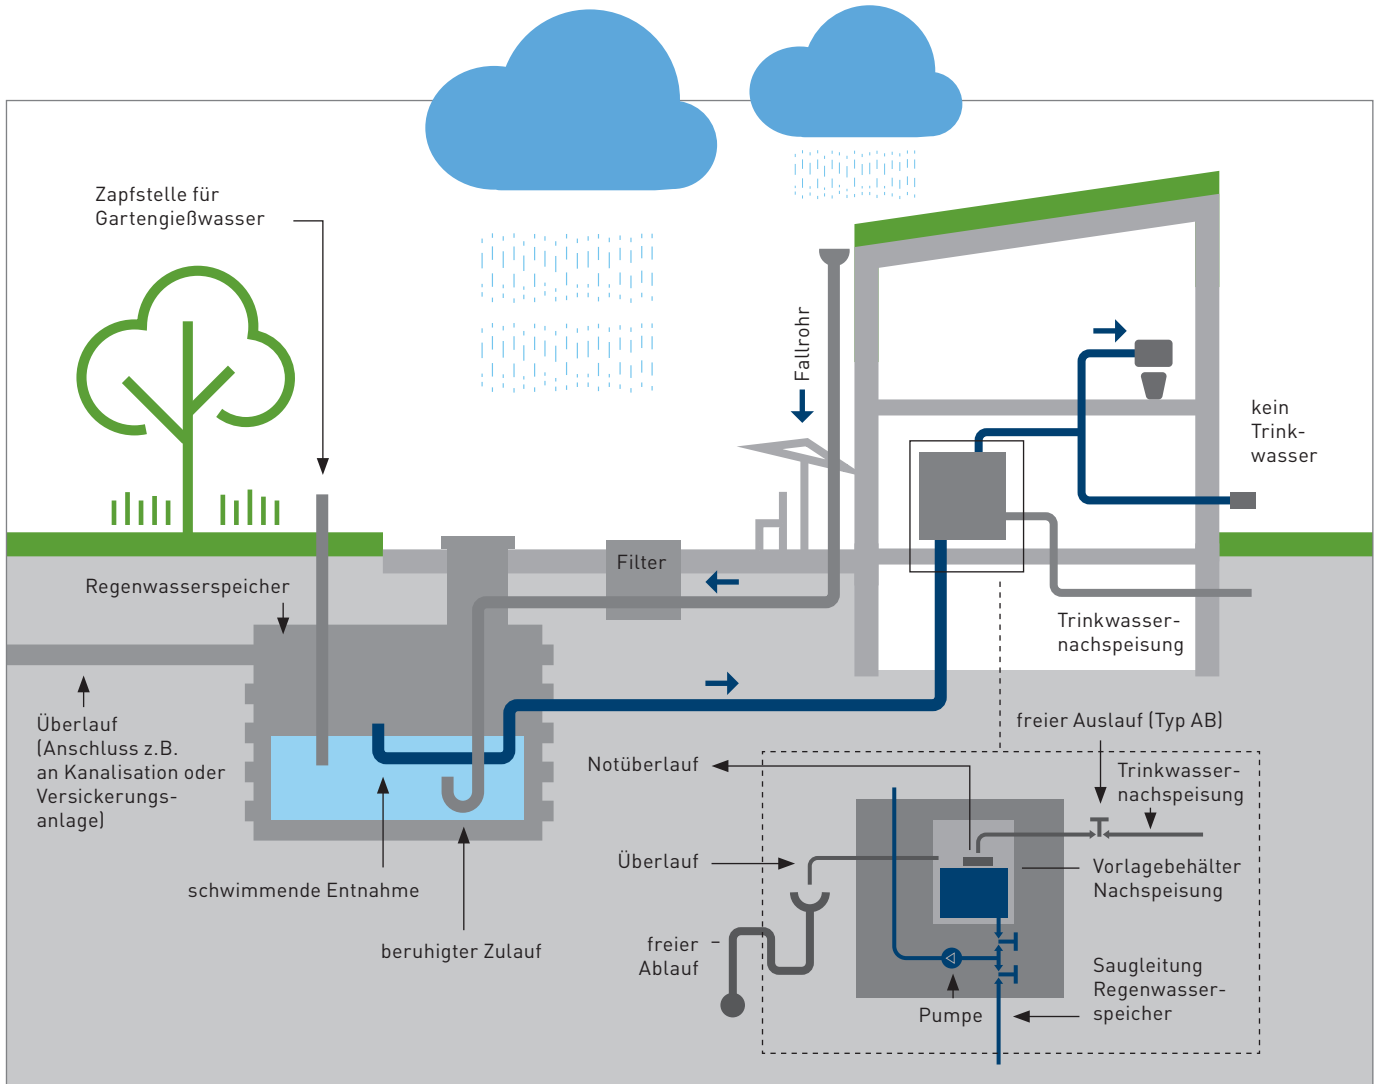 Zapfstelle für
Gartengießwasser
Fallrohr
kein
Trink-
wasser
Filter
Regenwasserspeicher
Trinkwasser-
nachspeisung
Überlauf
(Anschluss z.B.
an Kanalisation oder
Versickerungs-
anlage)
freier Auslauf (Typ AB)
Notüberlauf
Trinkwasser-
nachspeisung
Überlauf
Vorlagebehälter
Nachspeisung
schwimmende Entnahme
beruhigter Zulauf
freier
Ablauf
Saugleitung
Regenwasser-
speicher
Pumpe